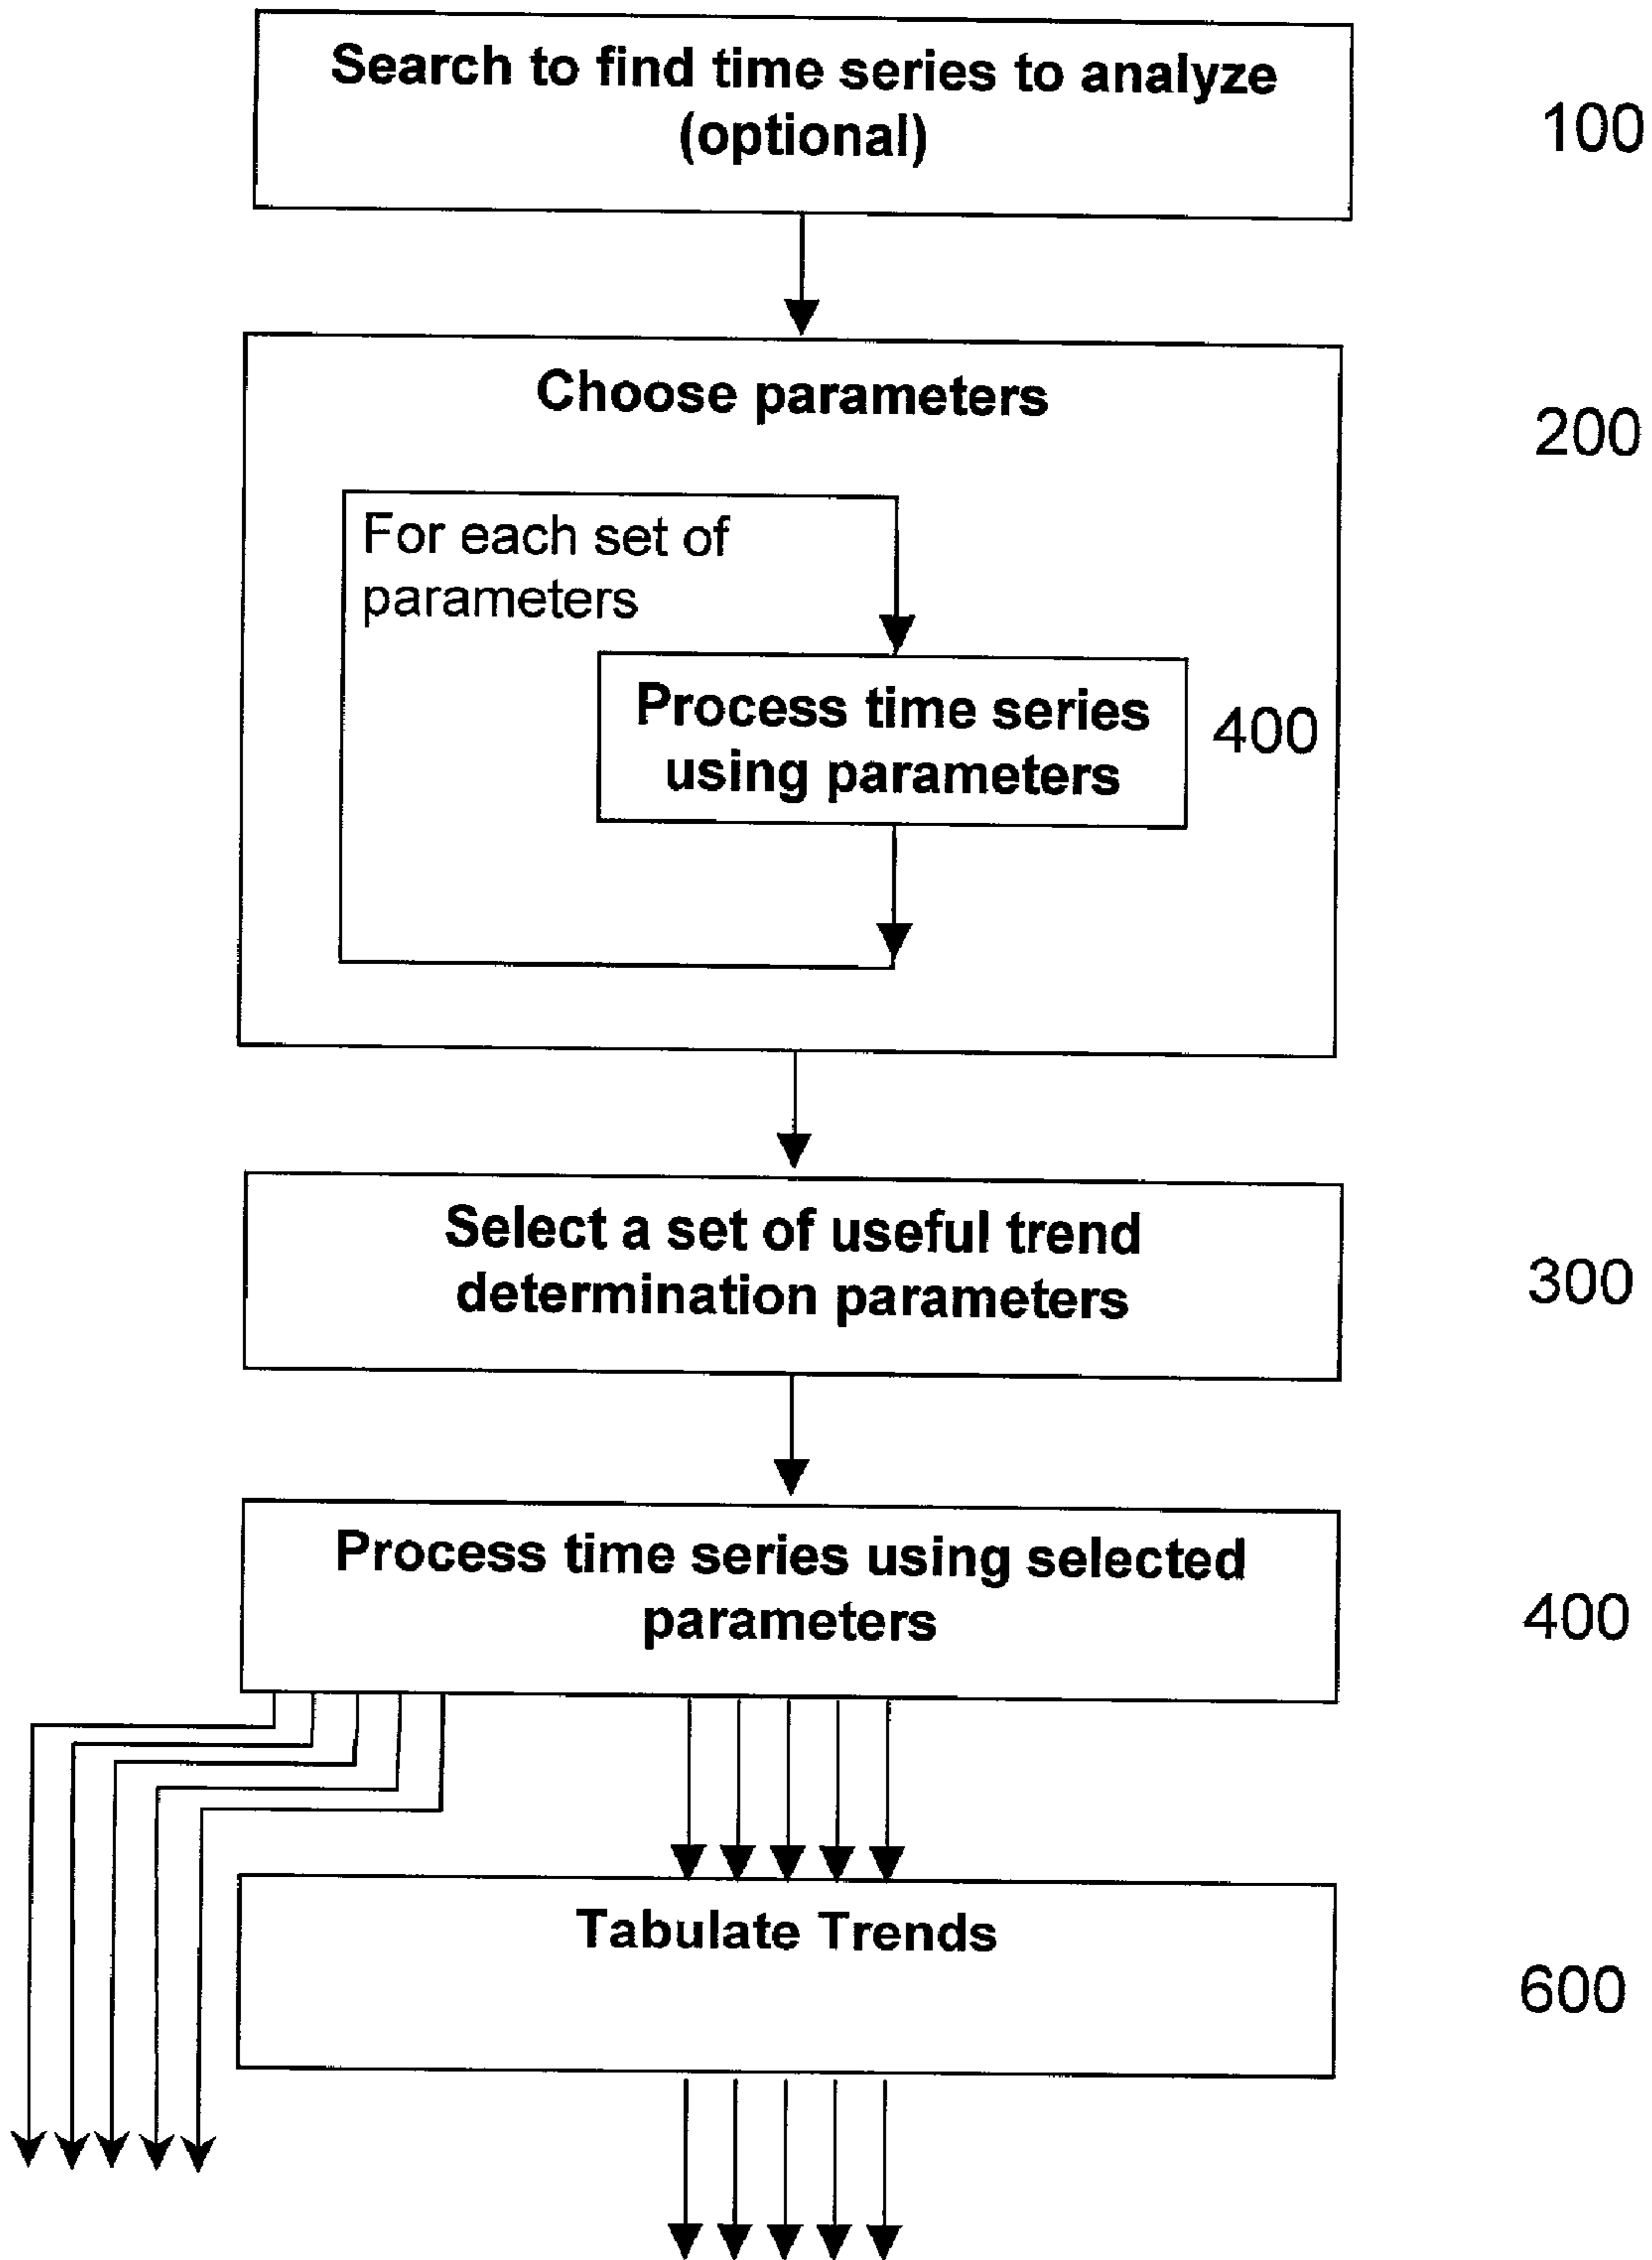 Search to find time series to analyze
(optional)
100
Choose parameters
200
For each set of
parameters
Process time series
using parameters
400
Select a set of useful trend
determination parameters
300
Process time series using selected
parameters
400
Tabulate Trends
600